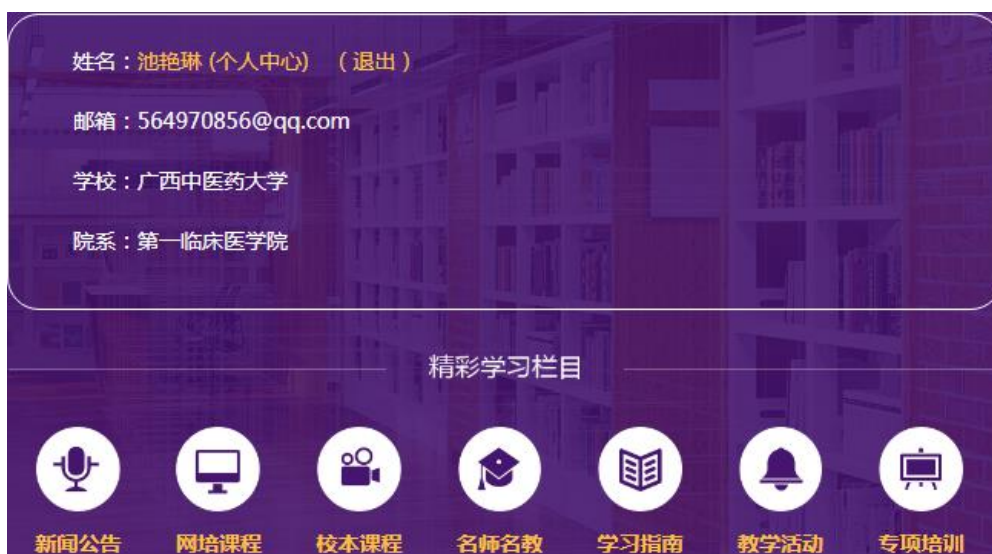 姓名：池艳琳 (个人中心) （退出）
邮箱：564970856@qq.com
学校：广西中医药大学
院系：第一临床医学院
精彩学习栏目
新闻公告 网培课程 校本课程 名师名教 学习指南 教学活动 专项培训